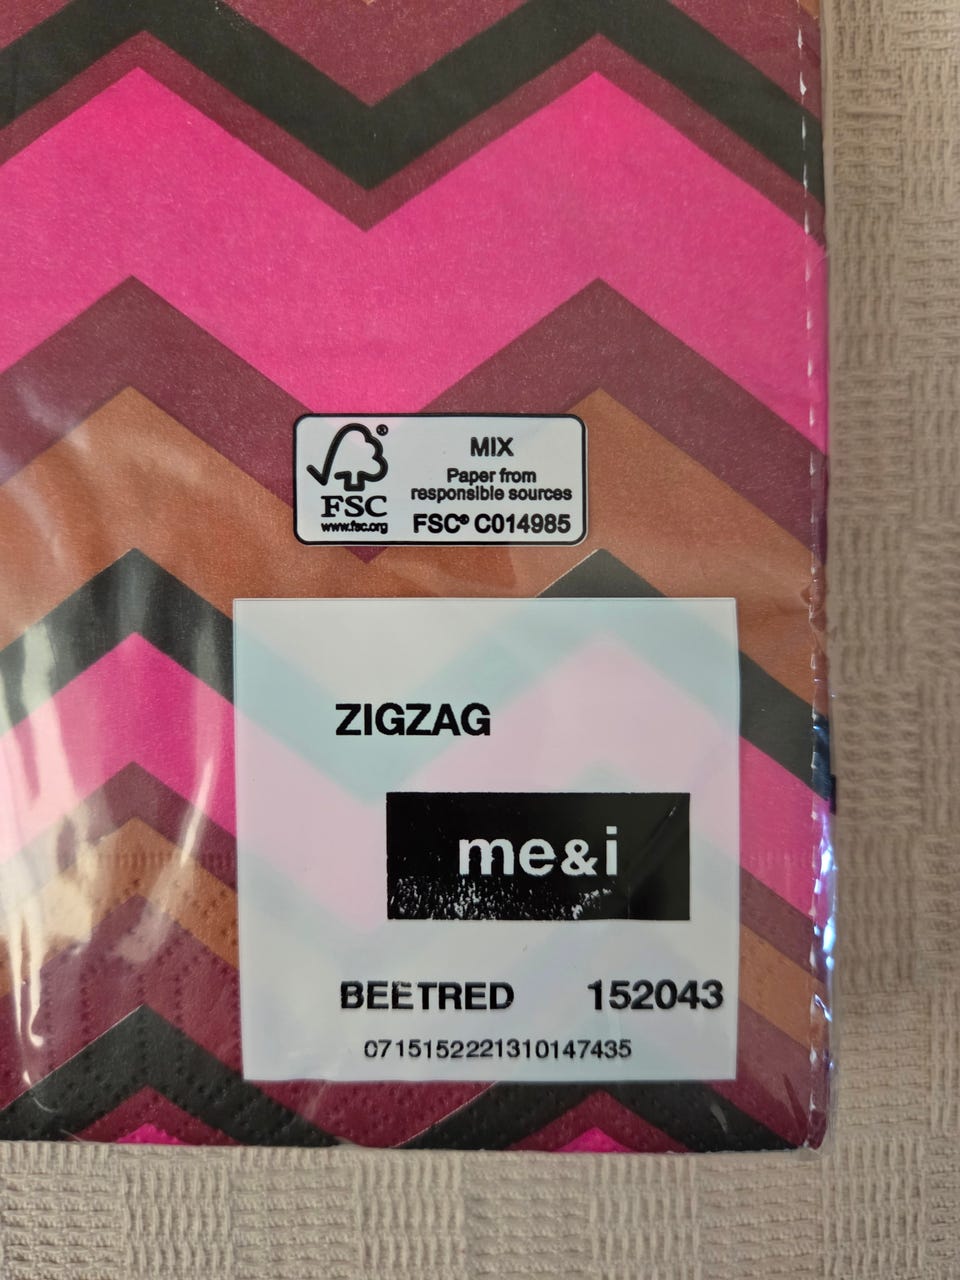 MIX
Paper from
responsible sources
FSC®
www.fsc.org
FSC® C014985
ZIGZAG
me&i
BEETRED 152043
0715152221310147435